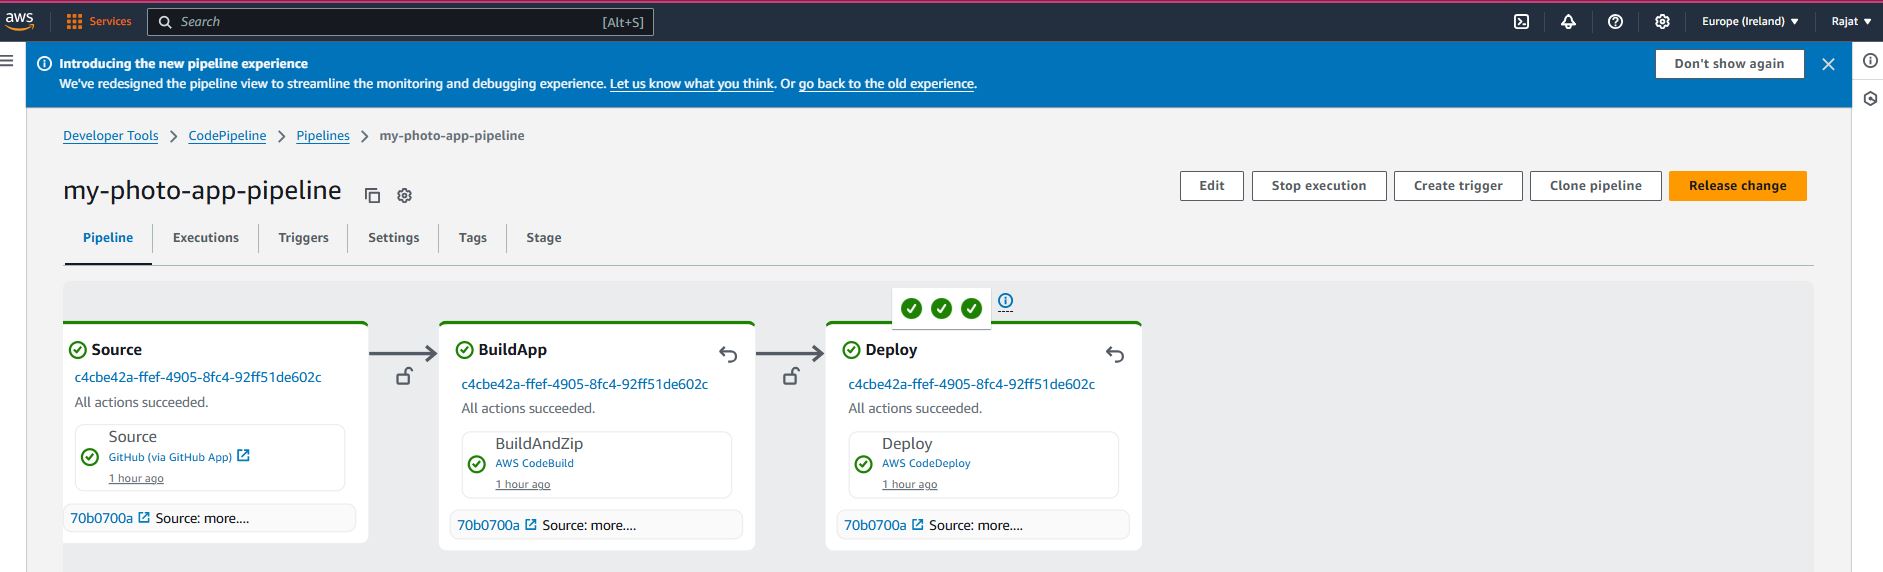 aws
Services
Search
[Alt+S]
Europe (Ireland)
Rajat
Introducing the new pipeline experience
Don't show again
We've redesigned the pipeline view to streamline the monitoring and debugging experience. Let us know what you think. Or go back to the old experience.
Developer Tools
CodePipeline
Pipelines
my-photo-app-pipeline
my-photo-app-pipeline
Edit
Stop execution
Create trigger
Clone pipeline
Release change
Pipeline
Executions
Triggers
Settings
Tags
Stage
Source
c4cbe42a-ffef-4905-8fc4-92ff51de602c
All actions succeeded.
Source
GitHub (via GitHub App)
1 hour ago
70b0700a Source: more....
BuildApp
c4cbe42a-ffef-4905-8fc4-92ff51de602c
All actions succeeded.
BuildAndZip
AWS CodeBuild
1 hour ago
70b0700a Source: more....
Deploy
c4cbe42a-ffef-4905-8fc4-92ff51de602c
All actions succeeded.
Deploy
AWS CodeDeploy
1 hour ago
70b0700a Source: more....